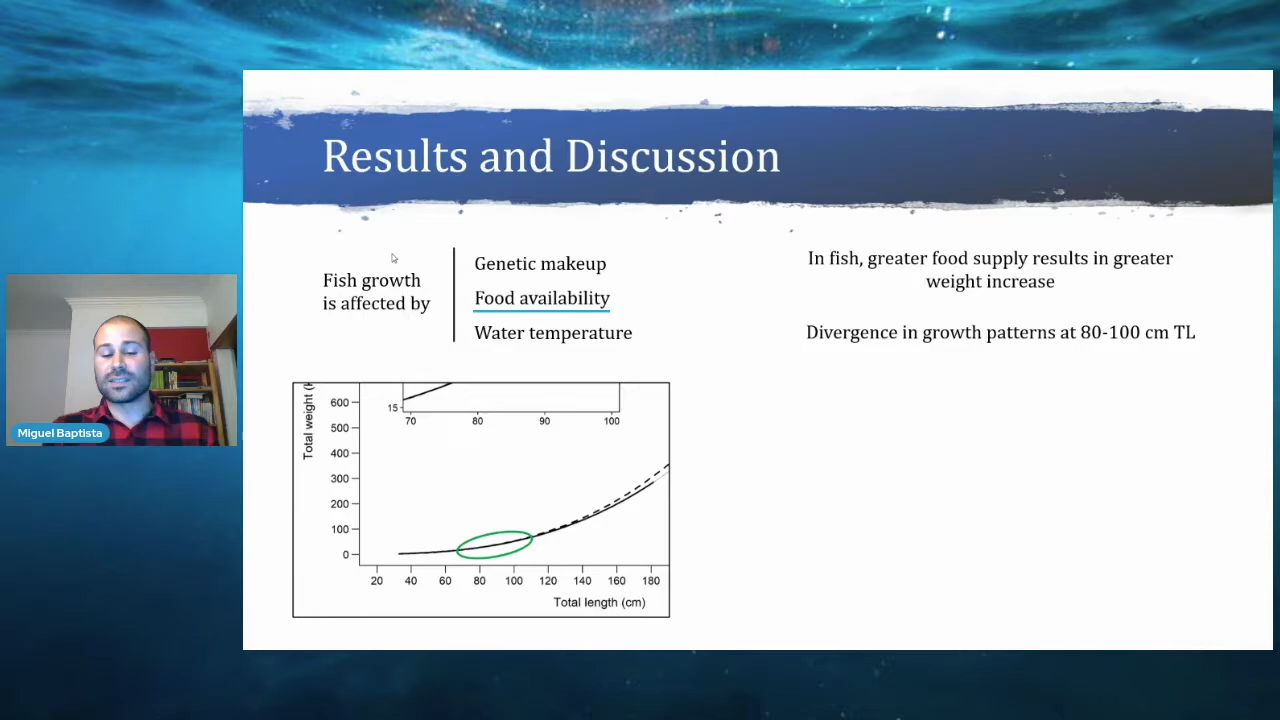 Results and Discussion
Fish growth
is affected by
Genetic makeup
Food availability
Water temperature
In fish, greater food supply results in greater
weight increase
Divergence in growth patterns at 80-100 cm TL
Miguel Baptista
Total weight (k
600
500
400
300
200
100
0
15
70 80 90 100
20 40 60 80 100 120 140 160 180
Total length (cm)